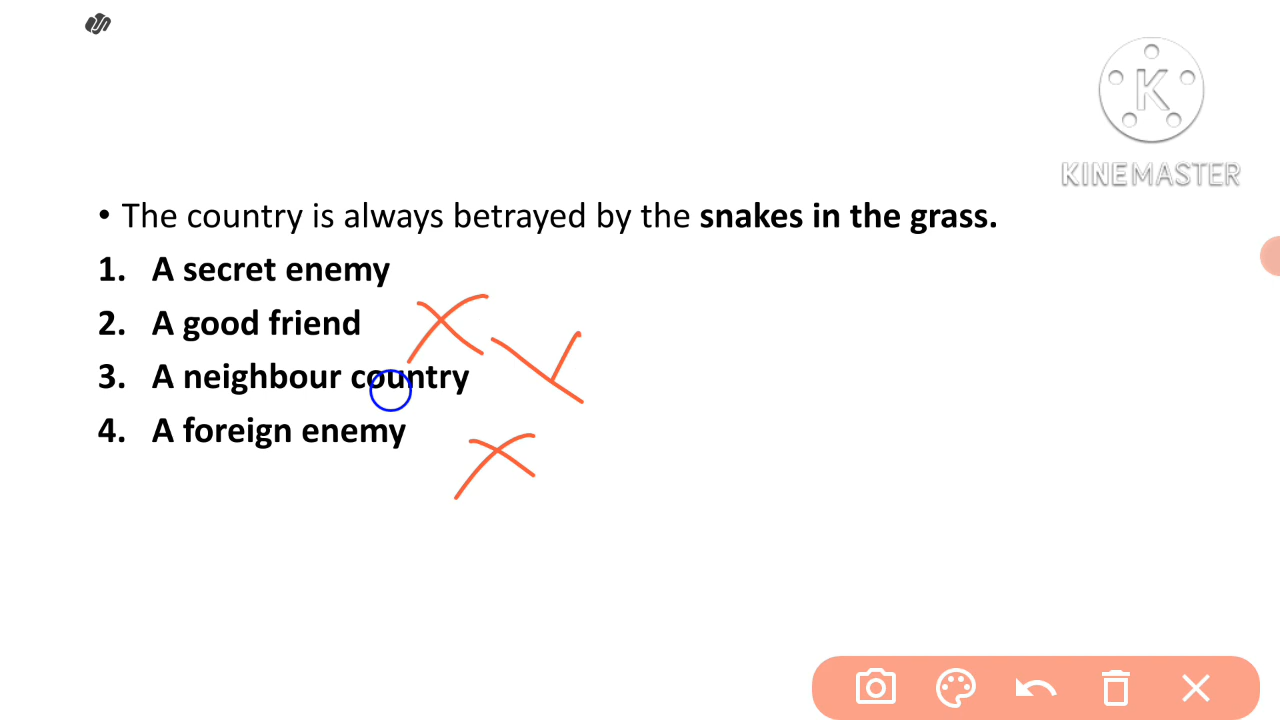 K
KINEMASTER
• The country is always betrayed by the snakes in the grass.
1. A secret enemy
2. A good friend
3. A neighbour country
4. A foreign enemy